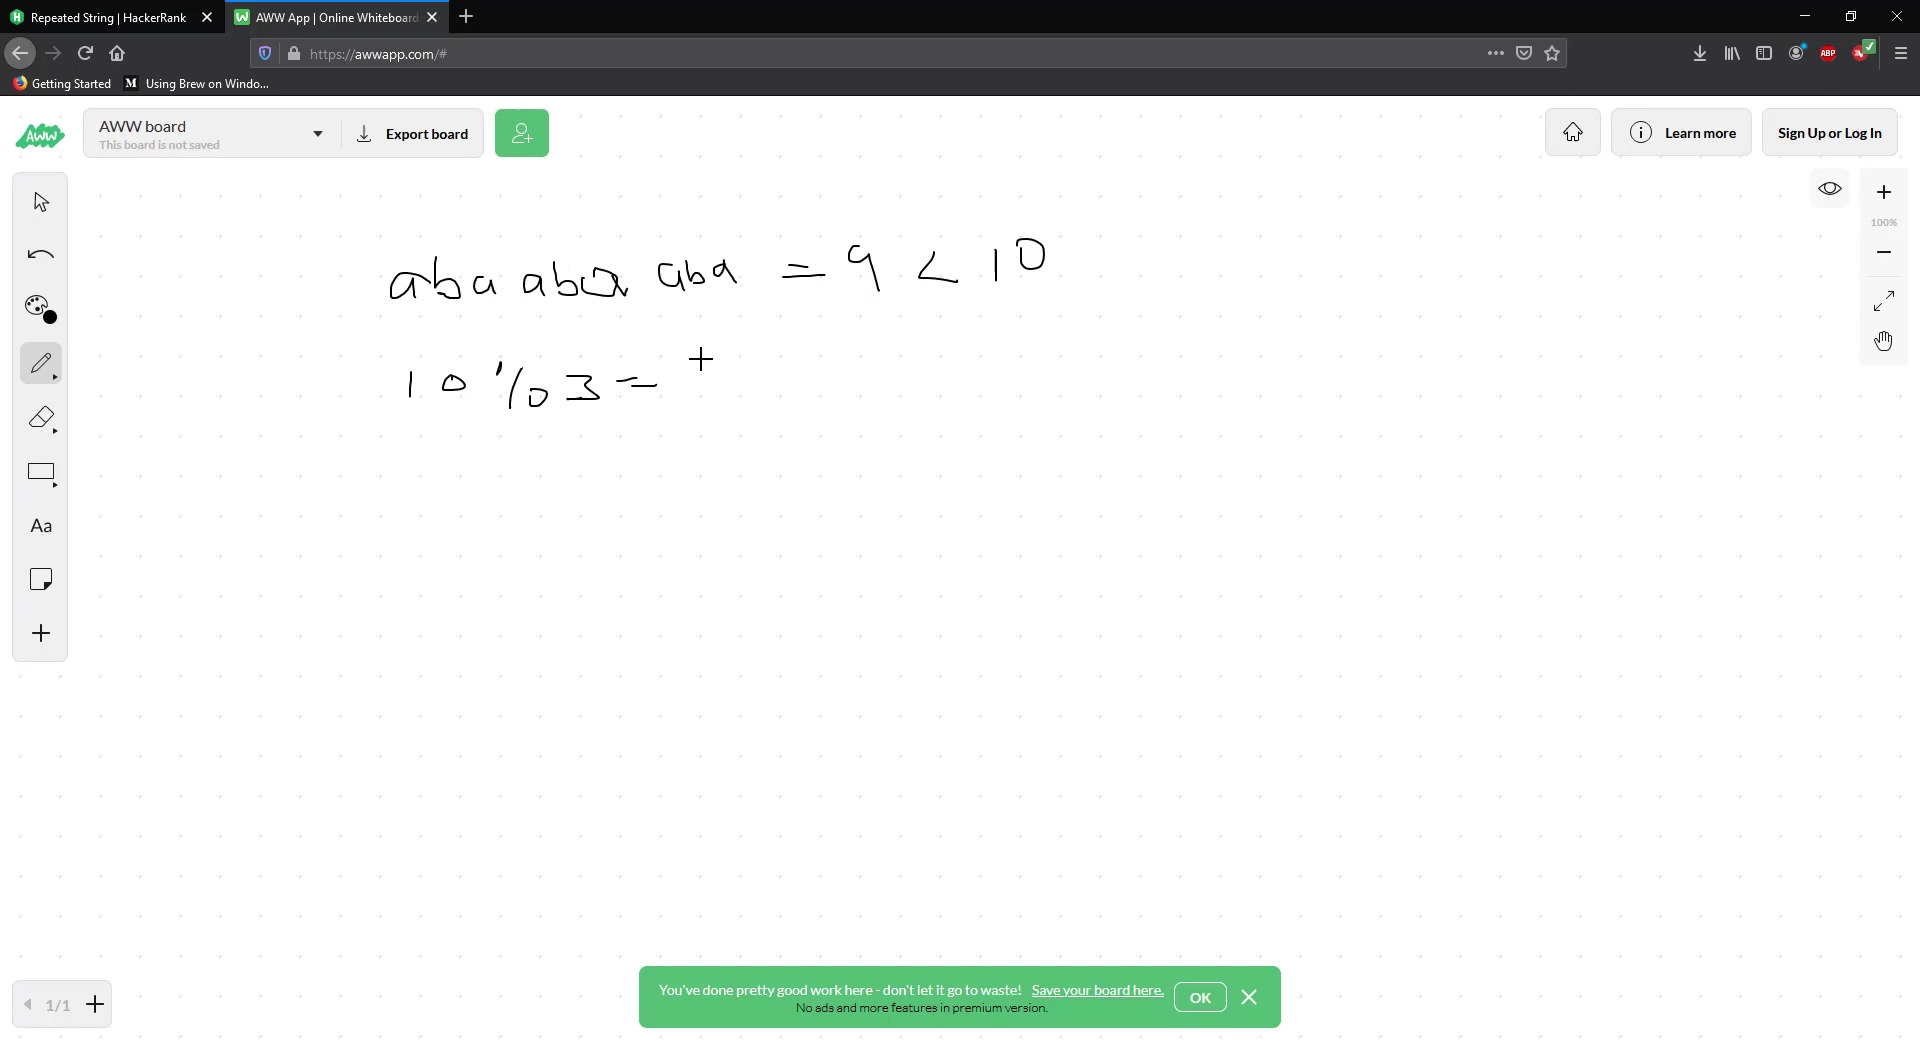 Repeated String | HackerRank
AWW App | Online Whiteboard
https://awwapp.com/#
ABP
Getting Started
M Using Brew on Windo...
AWW
AWW board
This board is not saved
Export board
Learn more
Sign Up or Log In
100%
aba aba aba = 9 < 10
10 % 3 =
Aa
1/1
You've done pretty good work here - don't let it go to waste! Save your board here.
No ads and more features in premium version.
OK